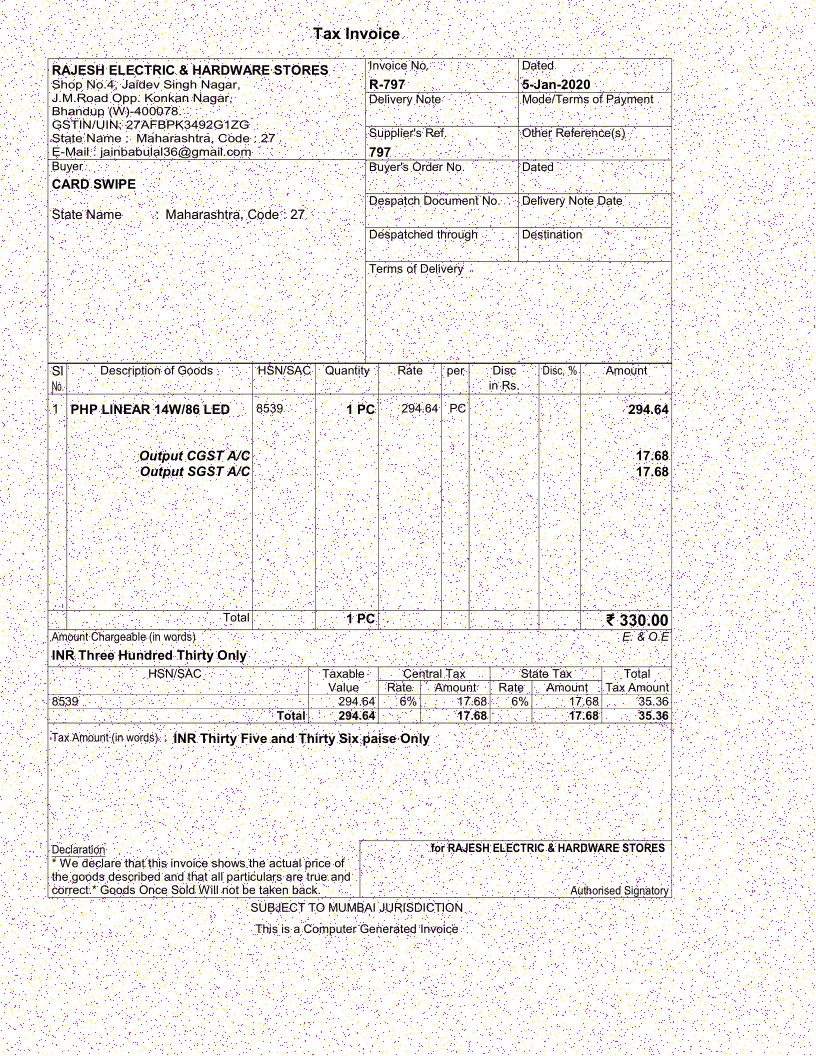 Tax Invoice
RAJESH ELECTRIC & HARDWARE STORES
Shop No.4, Jaidev Singh Nagar,
J.M.Road Opp. Konkan Nagar,
Bhandup (W)-400078.
GSTIN/UIN: 27AFBPK3492G1ZG
State Name : Maharashtra, Code : 27
E-Mail : jainbabulal36@gmail.com
Invoice No. Dated
R-797 5-Jan-2020
Delivery Note Mode/Terms of Payment
Supplier's Ref. Other Reference(s)
797
Buyer
CARD SWIPE
State Name : Maharashtra, Code : 27
Buyer's Order No. Dated
Despatch Document No. Delivery Note Date
Despatched through Destination
Terms of Delivery
Sl Description of Goods HSN/SAC Quantity Rate per Disc Disc. % Amount
No. in Rs.
1 PHP LINEAR 14W/86 LED 8539 1 PC 294.64 PC 294.64
Output CGST A/C 17.68
Output SGST A/C 17.68
Total 1 PC ₹ 330.00
Amount Chargeable (in words) E. & O.E
INR Three Hundred Thirty Only
HSN/SAC Taxable Central Tax State Tax Total
Value Rate Amount Rate Amount Tax Amount
8539 294.64 6% 17.68 6% 17.68 35.36
Total 294.64 17.68 17.68 35.36
Tax Amount (in words) : INR Thirty Five and Thirty Six paise Only
Declaration
* We declare that this invoice shows the actual price of
the goods described and that all particulars are true and
correct.* Goods Once Sold Will not be taken back.
for RAJESH ELECTRIC & HARDWARE STORES
Authorised Signatory
SUBJECT TO MUMBAI JURISDICTION
This is a Computer Generated Invoice